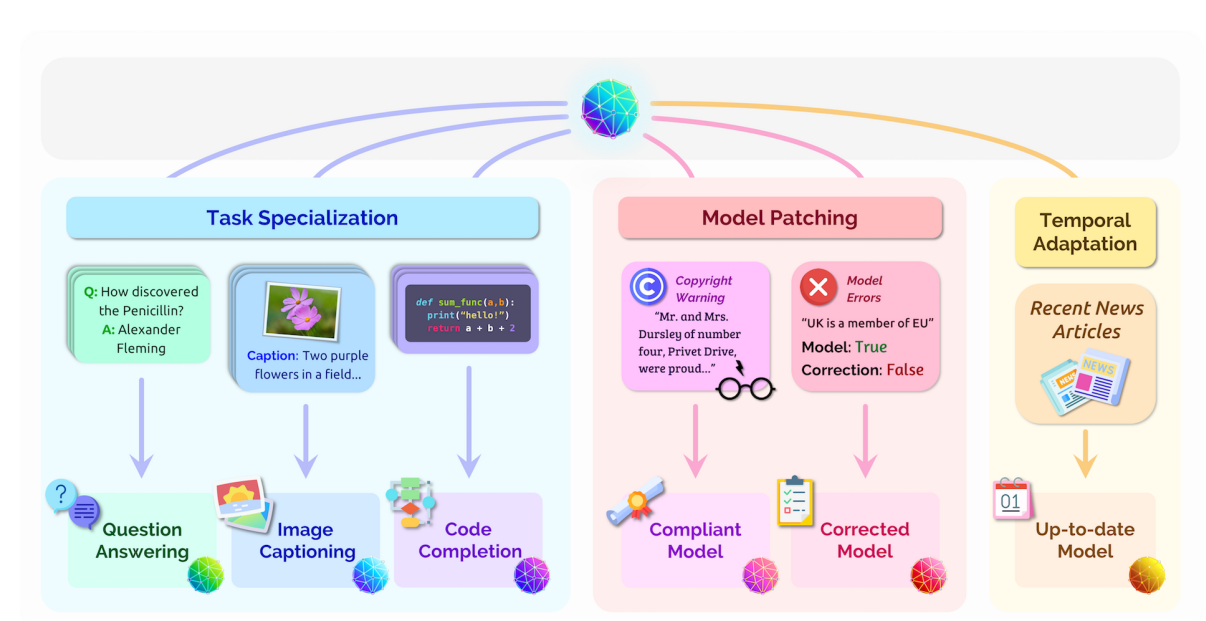 Task Specialization
Q: How discovered
the Penicillin?
A: Alexander
Fleming
Caption: Two purple
flowers in a field...
def sum_func(a,b):
print("hello!")
return a + b + 2
Question
Answering
Image
Captioning
Code
Completion
Model Patching
Copyright
Warning
"Mr. and Mrs.
Dursley of number
four, Privet Drive,
were proud..."
Model
Errors
"UK is a member of EU"
Model: True
Correction: False
Compliant
Model
Corrected
Model
Temporal
Adaptation
Recent News
Articles
NEWS
NEWS
01
Up-to-date
Model